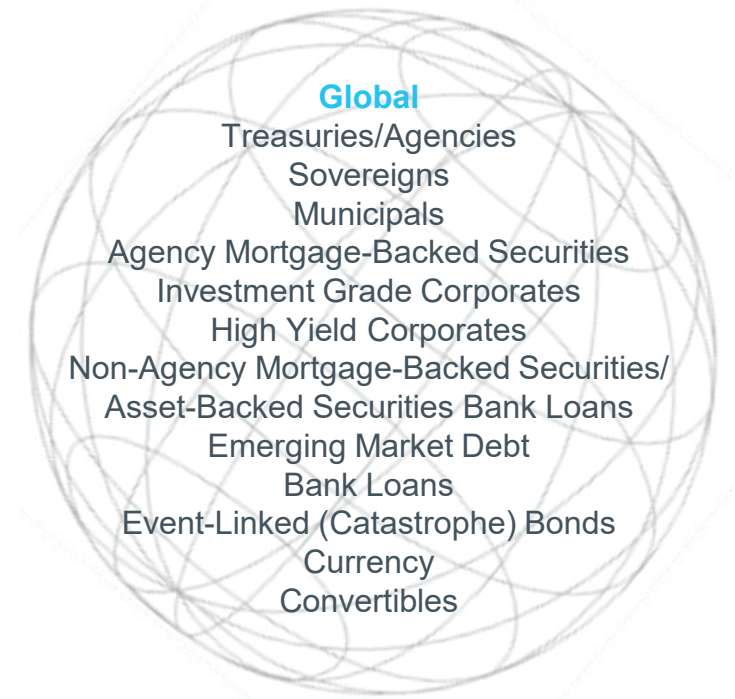 Global
Treasuries/Agencies
Sovereigns
Municipals
Agency Mortgage-Backed Securities
Investment Grade Corporates
High Yield Corporates
Non-Agency Mortgage-Backed Securities/
Asset-Backed Securities Bank Loans
Emerging Market Debt
Bank Loans
Event-Linked (Catastrophe) Bonds
Currency
Convertibles